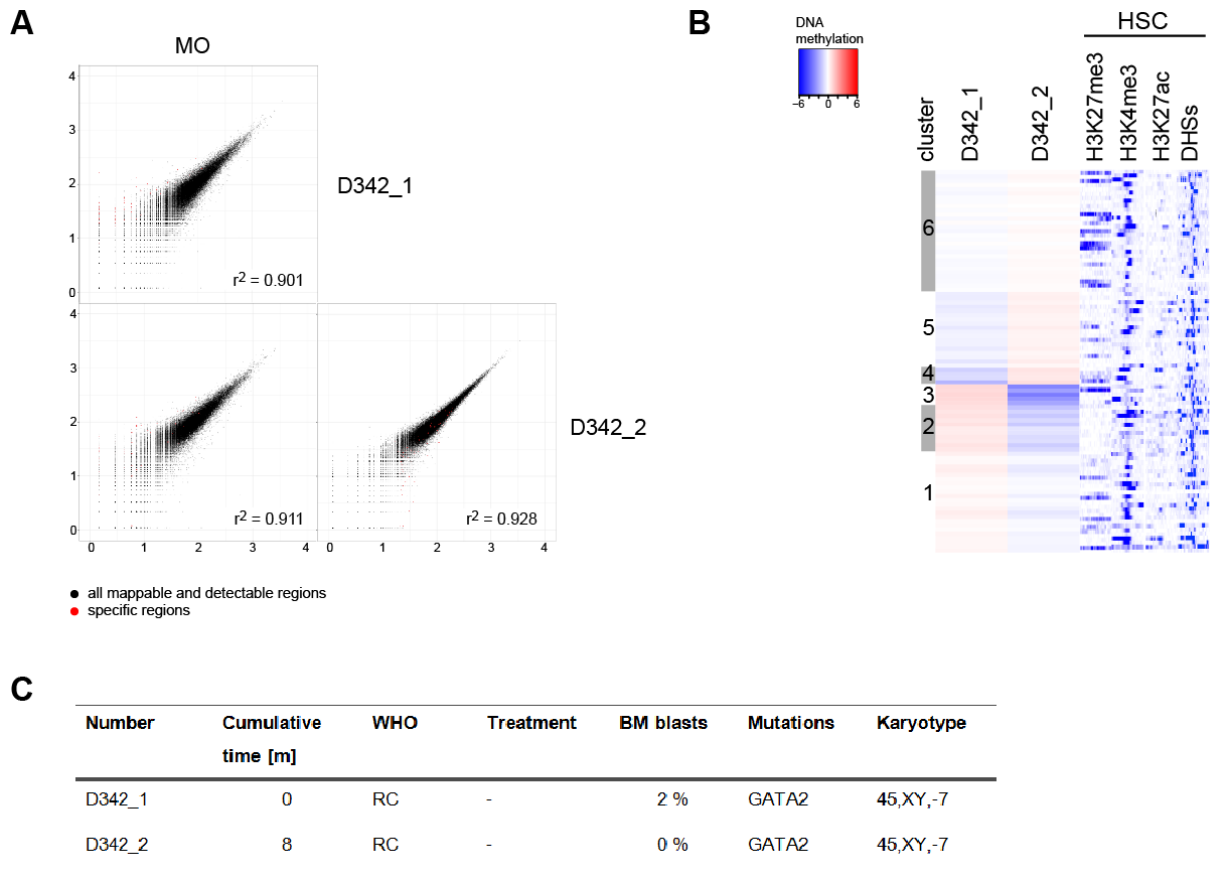 A
MO
4
3
2
1
0
r2 = 0.901
D342_1
4
3
2
1
0
r2 = 0.911
0 1 2 3 4
r2 = 0.928
0 1 2 3 4
D342_2
all mappable and detectable regions
specific regions
B
DNA
methylation
-6 0 6
HSC
cluster
D342_1
D342_2
H3K27me3
H3K4me3
H3K27ac
DHSs
6
5
4
3
2
1
C
Number Cumulative time [m] WHO Treatment BM blasts Mutations Karyotype
D342_1 0 RC - 2 % GATA2 45,XY,-7
D342_2 8 RC - 0 % GATA2 45,XY,-7